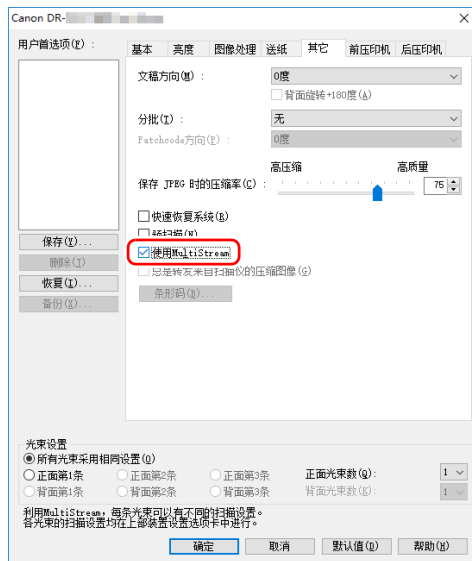 Canon DR-
用户首选项(P)：
基本 亮度 图像处理 送纸 其它 前压印机 后压印机
文稿方向(M)：
0度
背面旋转+180度(A)
分批(T)：
无
Patchcode方向(P)：
0度
高压缩 高质量
保存 JPEG 时的压缩率(C)：
75
快速恢复系统(R)
预扫描(N)
使用MultiStream
总是转发来自扫描仪的压缩图像(G)
条形码(B)...
保存(V)...
删除(I)
恢复(I)...
备份(X)...
光束设置
所有光束采用相同设置(O)
正面第1条 正面第2条 正面第3条 正面光束数(Q)：
1
背面第1条 背面第2条 背面第3条 背面光束数(K)：
1
利用MultiStream，每条光束可以有不同的扫描设置。
各光束的扫描设置均在上部装置设置选项卡中进行。
确定 取消 默认值(D) 帮助(H)